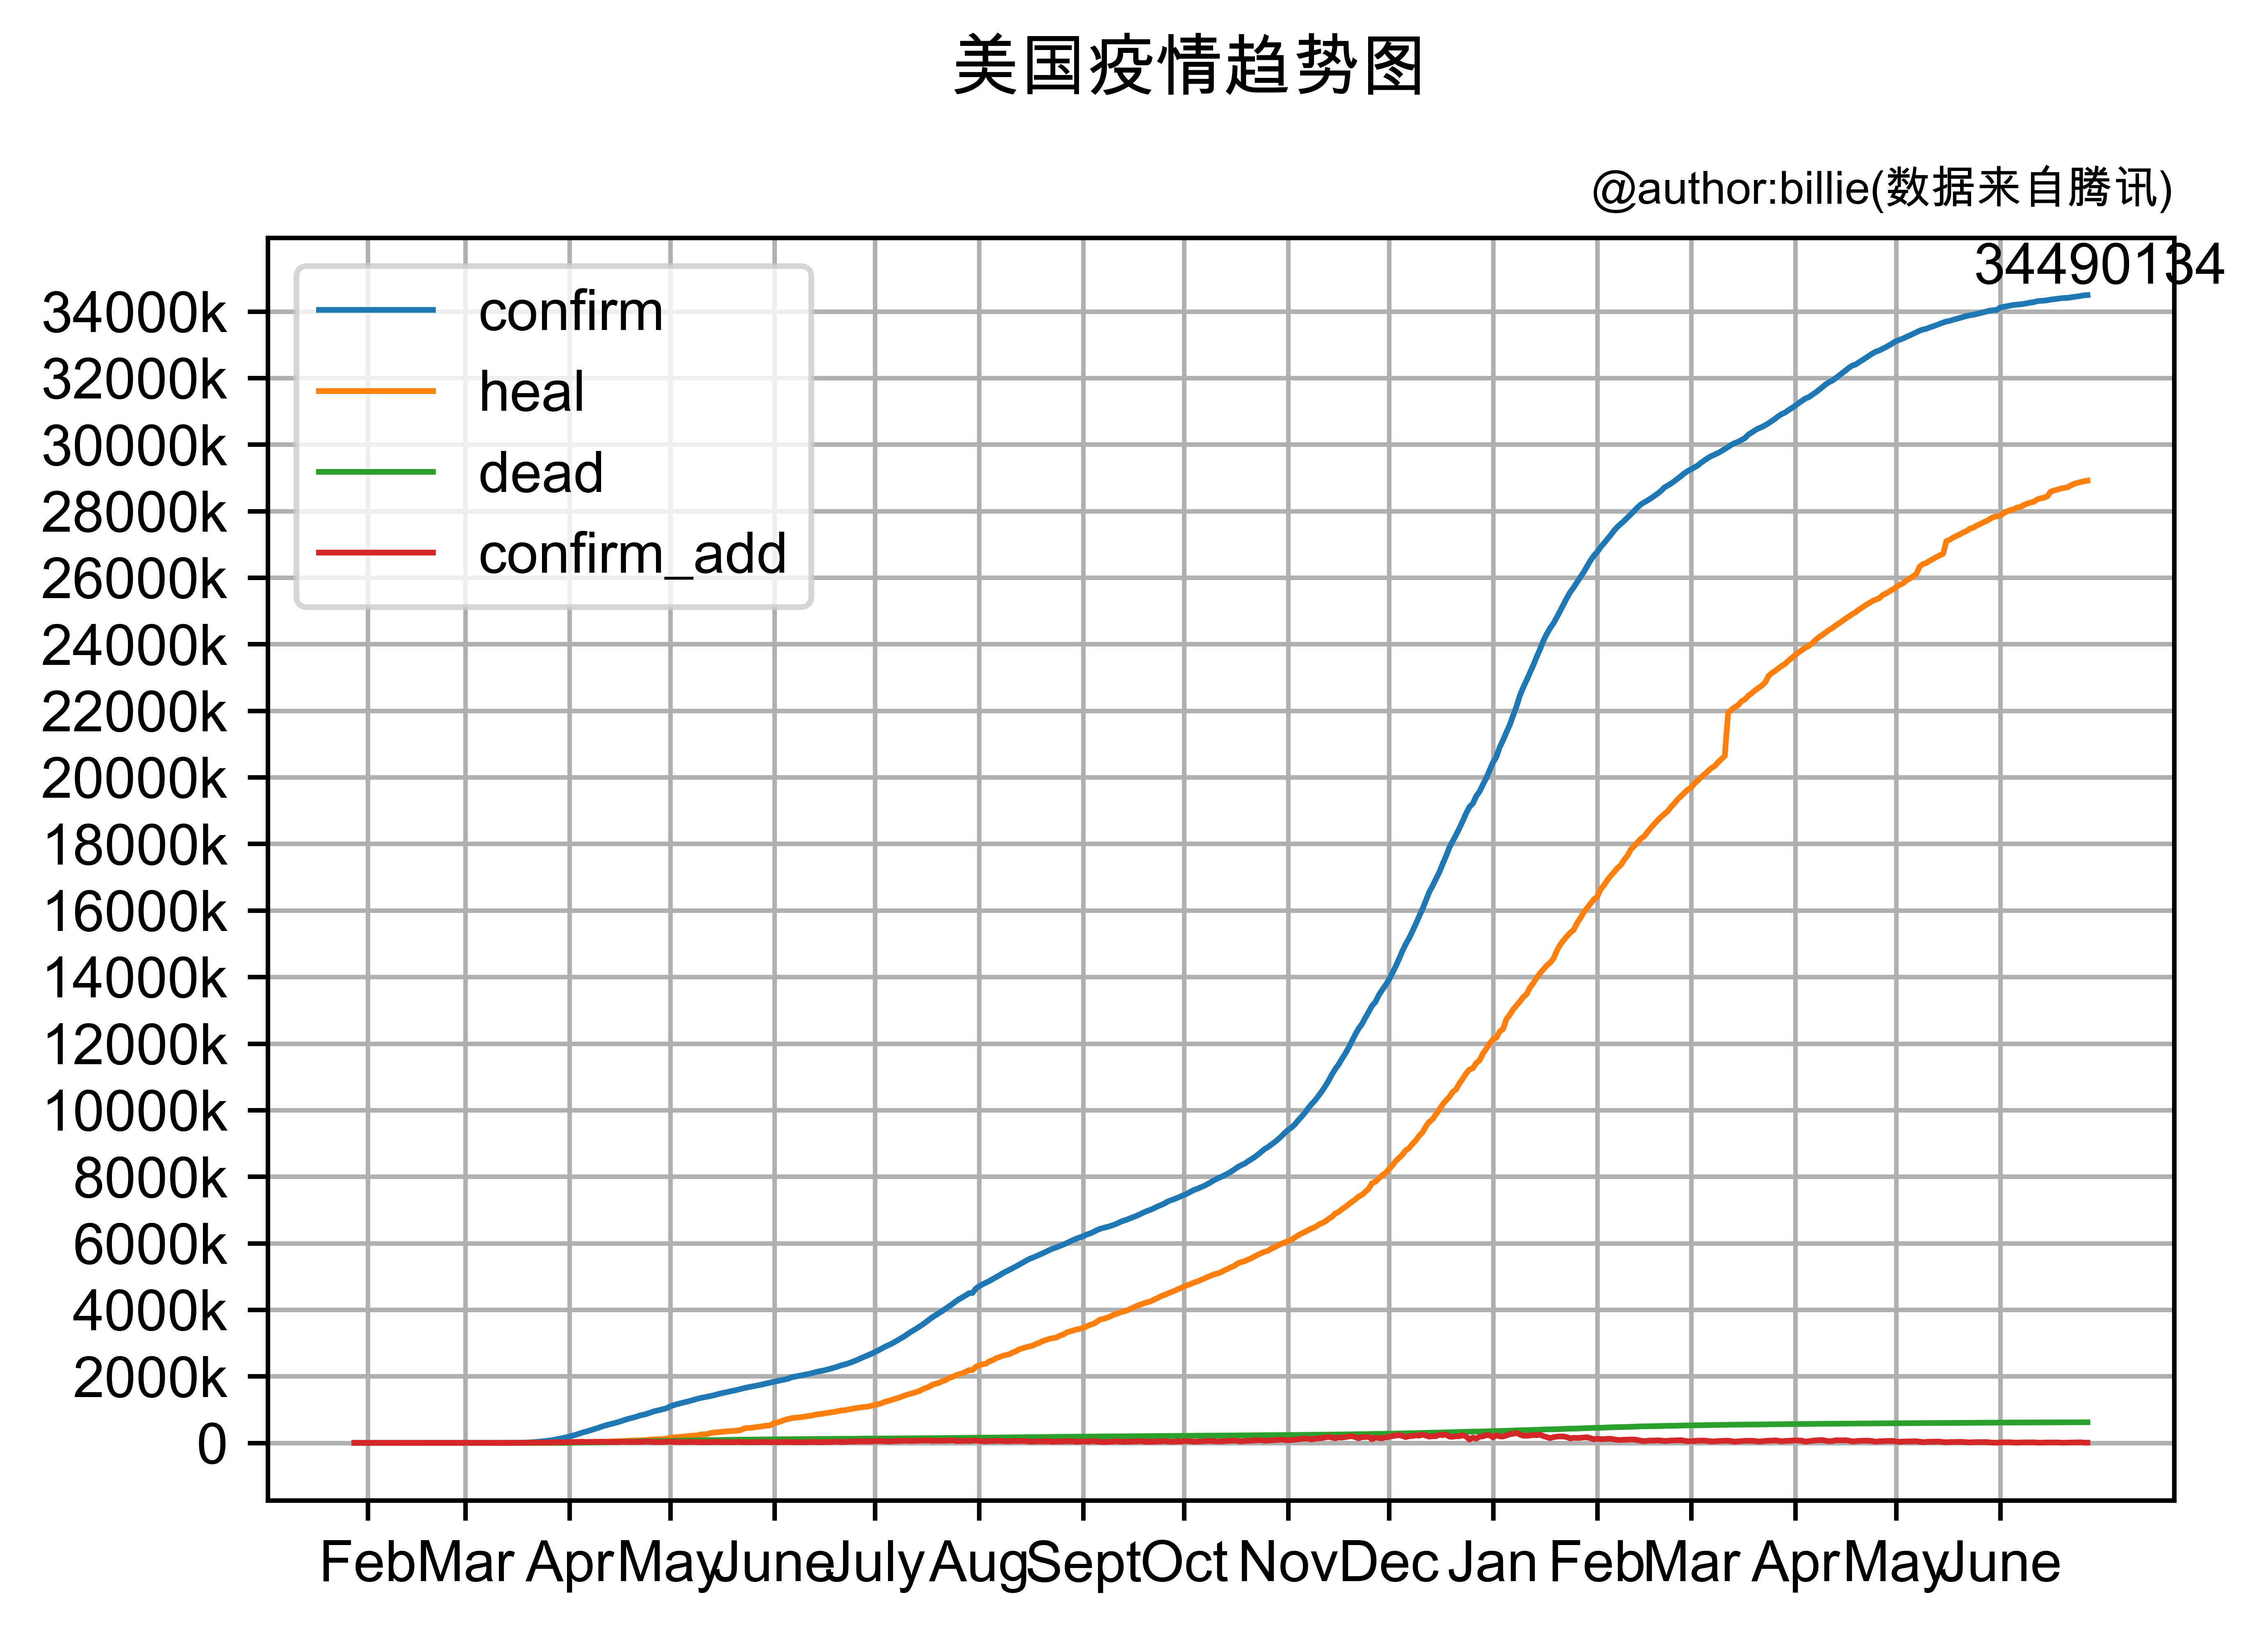 美国疫情趋势图
@author:billie(数据来自腾讯)
34490134
confirm
heal
dead
confirm_add
34000k
32000k
30000k
28000k
26000k
24000k
22000k
20000k
18000k
16000k
14000k
12000k
10000k
8000k
6000k
4000k
2000k
0
Feb Mar Apr May June July Aug Sept Oct Nov Dec Jan Feb Mar Apr May June